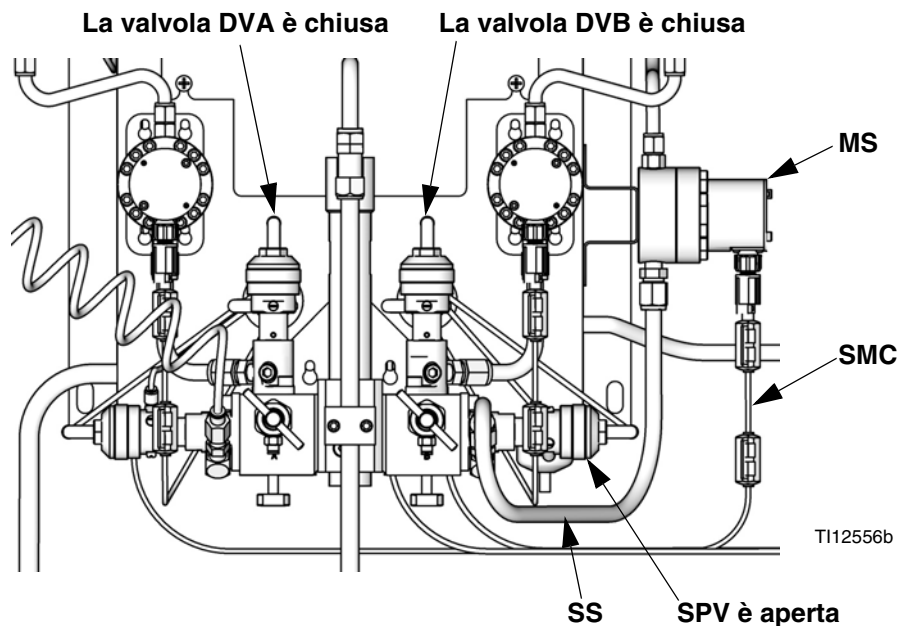 La valvola DVA è chiusa
La valvola DVB è chiusa
MS
SMC
TI12556b
SS
SPV è aperta